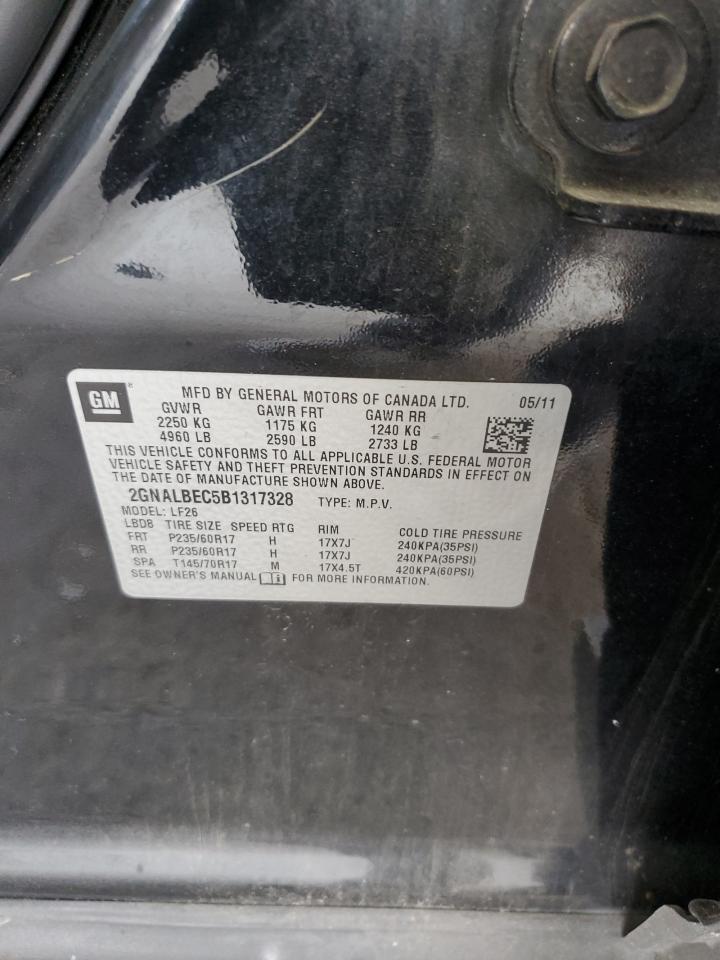 GM ® MFD BY GENERAL MOTORS OF CANADA LTD. 05/11
GVWR GAWR FRT GAWR RR
2250 KG 1175 KG 1240 KG
4960 LB 2590 LB 2733 LB
THIS VEHICLE CONFORMS TO ALL APPLICABLE U.S. FEDERAL MOTOR
VEHICLE SAFETY AND THEFT PREVENTION STANDARDS IN EFFECT ON
THE DATE OF MANUFACTURE SHOWN ABOVE.
2GNALBEC5B1317328 TYPE: M.P.V.
MODEL: LF26
LBD8 TIRE SIZE SPEED RTG RIM COLD TIRE PRESSURE
FRT P235/60R17 H 17X7J 240KPA(35PSI)
RR P235/60R17 H 17X7J 240KPA(35PSI)
SPA T145/70R17 M 17X4.5T 420KPA(60PSI)
SEE OWNER'S MANUAL FOR MORE INFORMATION.